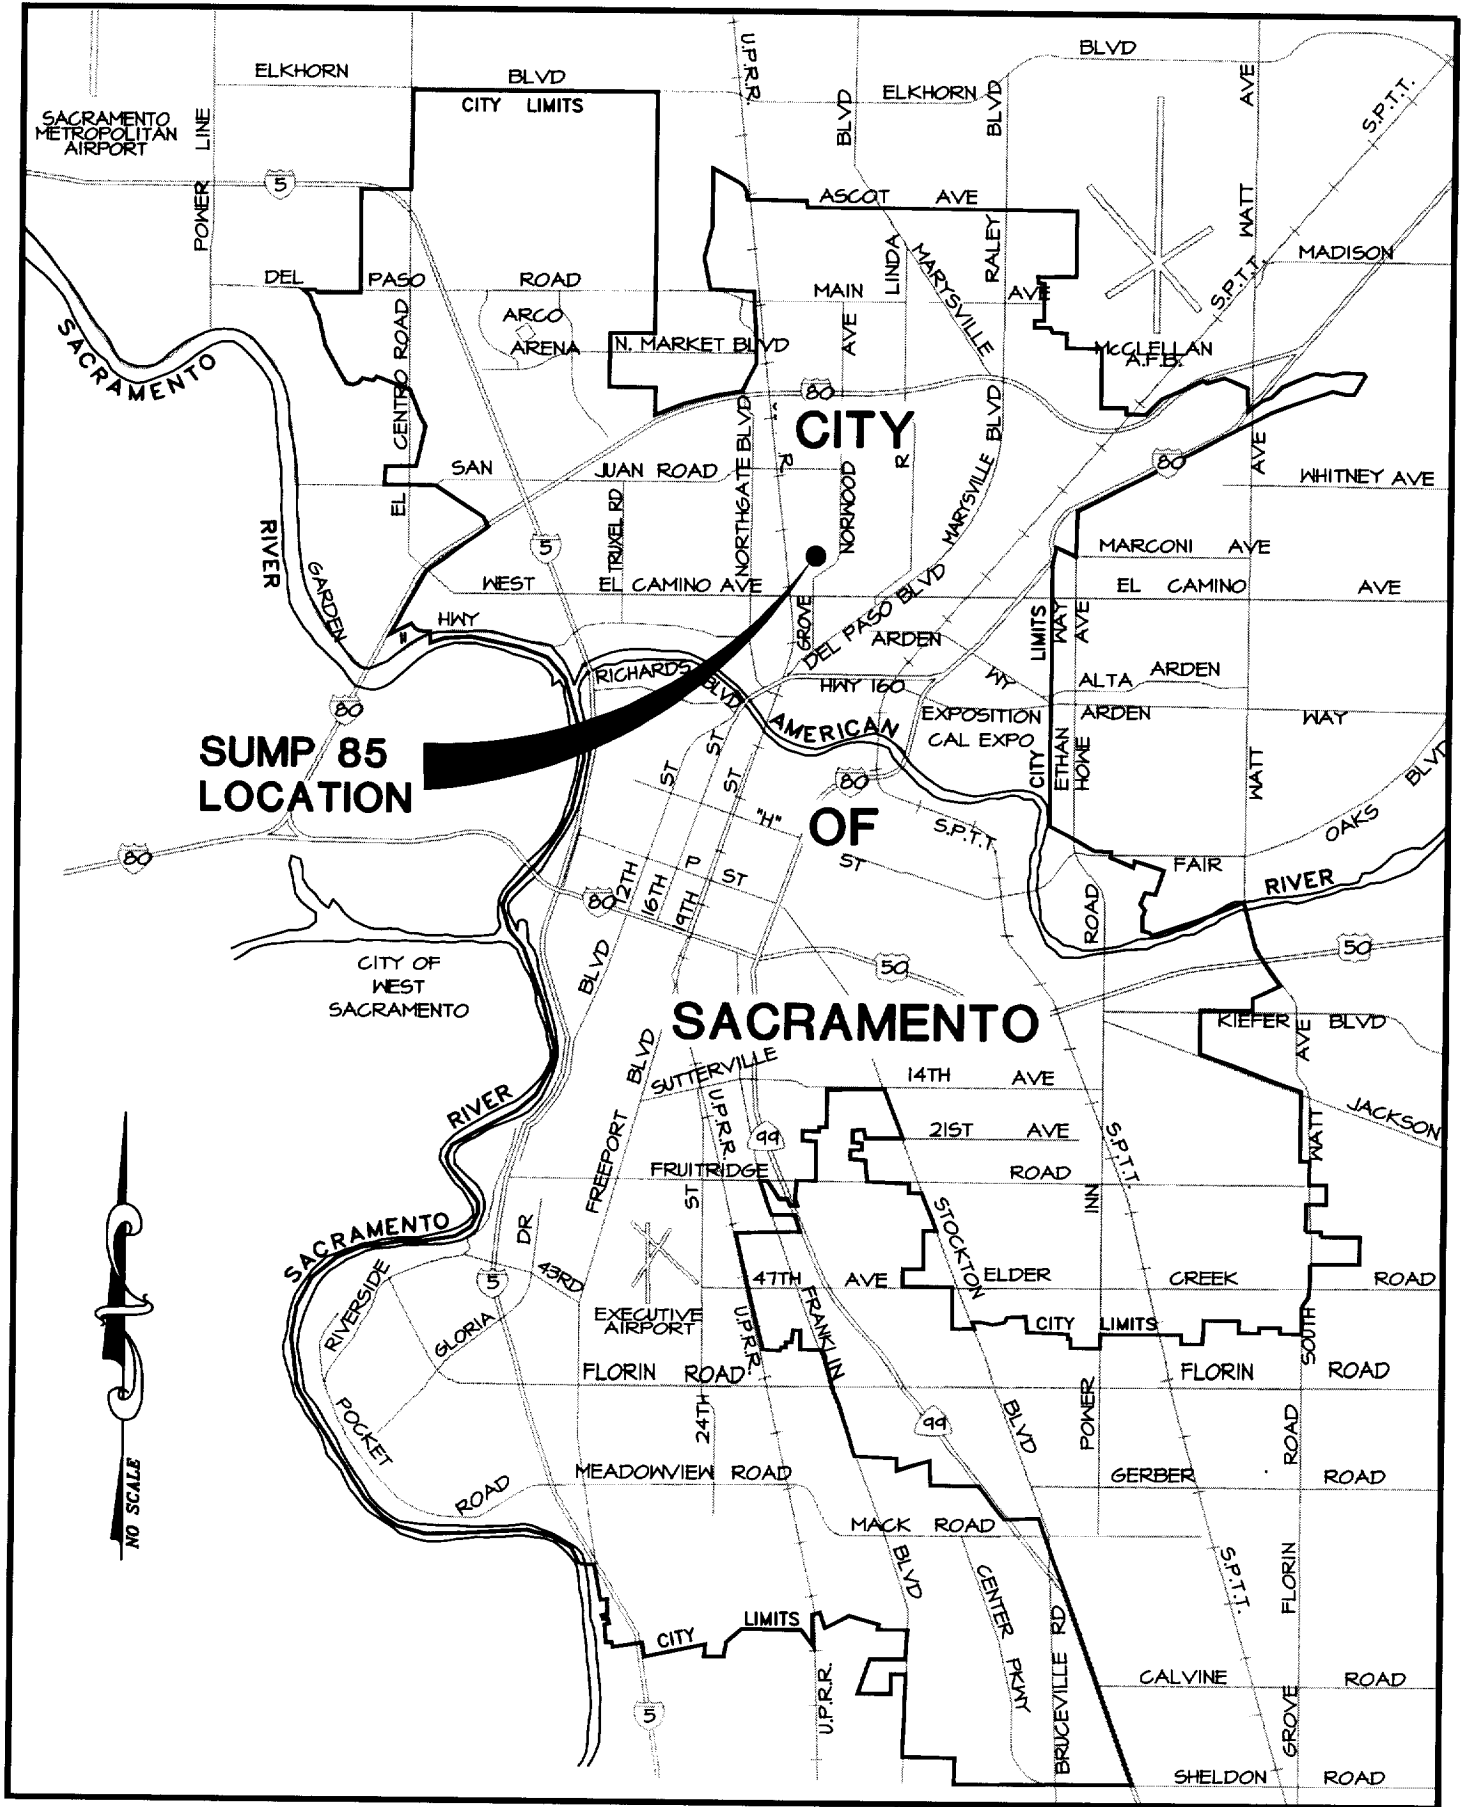 ELKHORN
BLVD
CITY LIMITS
U.P.R.R.
BLVD
ELKHORN
BLVD
BLVD
AVE
S.P.T.T.
SACRAMENTO
METROPOLITAN
AIRPORT
POWER LINE
5
ASCOT AVE
WATT
MADISON
DEL PASO ROAD
MAIN AVE
LINDA
RALEY
MARYSVILLE
S.P.T.T.
ARCO
ARENA
N. MARKET BLVD
AVE
McCLELLAN
A.F.B.
SACRAMENTO
EL CENTRO ROAD
80
CITY
NORTHGATE BLVD
R.
NORWOOD
R
MARYSVILLE BLVD
80
AVE
WHITNEY AVE
SAN JUAN ROAD
TRUXEL RD
RIVER
GARDEN
HWY
5
MARCONI AVE
WEST EL CAMINO AVE
EL CAMINO AVE
GROVE
DEL PASO BLVD
ARDEN
WY
CITY LIMITS
ETHAN WAY
HOWE AVE
ALTA ARDEN
RICHARDS BLVD
HWY 160
80
EXPOSITION
CAL EXPO
ARDEN WAY
AMERICAN
SUMP 85
LOCATION
ST
ST
ST
80
WATT
OAKS BLVD
"H"
ST
OF
S.P.T.T.
80
P
ST
FAIR
RIVER
12TH
16TH
19TH
80
ROAD
50
50
CITY OF
WEST
SACRAMENTO
BLVD
SACRAMENTO
KIEFER BLVD
AVE
BLVD
SUTTERVILLE
14TH AVE
U.P.R.R.
99
21ST AVE
S.P.T.T.
WATT
JACKSON
RIVER
FREEPORT
FRUITRIDGE
ROAD
ST
INN
STOCKTON
SACRAMENTO
DR
43RD
5
RIVERSIDE
GLORIA
47TH AVE
ELDER CREEK ROAD
EXECUTIVE
AIRPORT
U.P.R.R.
FRANKLIN
CITY LIMITS
SOUTH
FLORIN ROAD
FLORIN ROAD
24TH
POCKET
ROAD
99
BLVD
POWER
ROAD
MEADOWVIEW ROAD
GERBER ROAD
NO SCALE
MACK ROAD
BLVD
CENTER PKWY
S.P.T.T.
FLORIN
CITY LIMITS
BRUCEVILLE RD
CALVINE ROAD
U.P.R.R.
5
GROVE
SHELDON ROAD